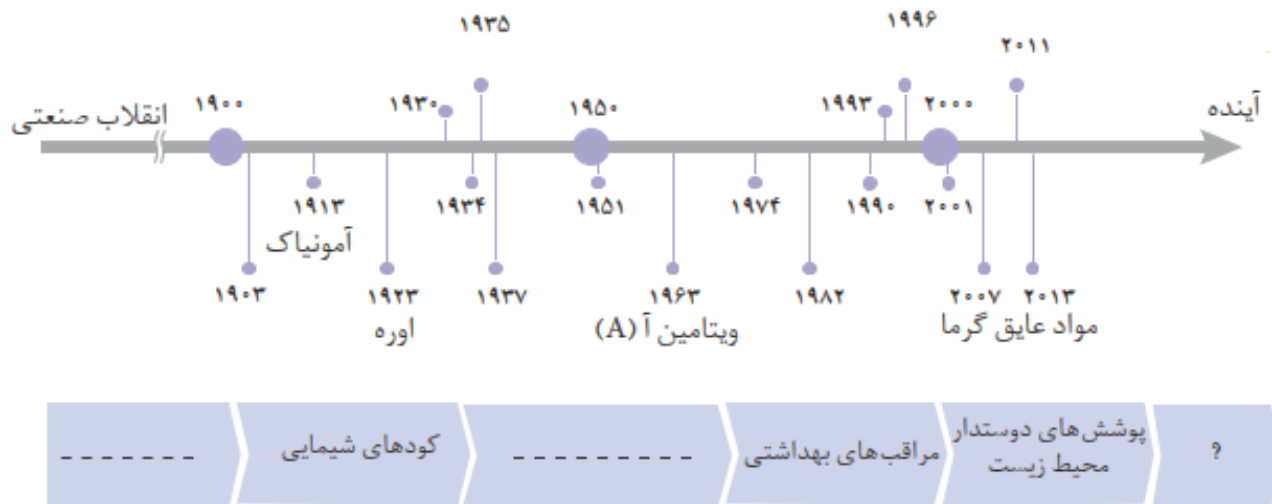 ۱۹۳۵
۱۹۹۶
۲۰۱۱
۱۹۰۰
۱۹۳۰
۱۹۵۰
۱۹۹۳
۲۰۰۰
انقلاب صنعتی
آینده
۱۹۱۳
۱۹۳۴
۱۹۵۱
۱۹۷۴
۱۹۹۰
۲۰۰۱
آمونیاک
۱۹۰۳
۱۹۲۳
۱۹۳۷
۱۹۶۳
۱۹۸۲
۲۰۰۷
۲۰۱۳
اوره
ویتامین آ (A)
مواد عایق گرما
- - - - - - -
کودهای شیمایی
- - - - - - - - - -
مراقب‌های بهداشتی
پوشش‌های دوستدار
محیط زیست
?